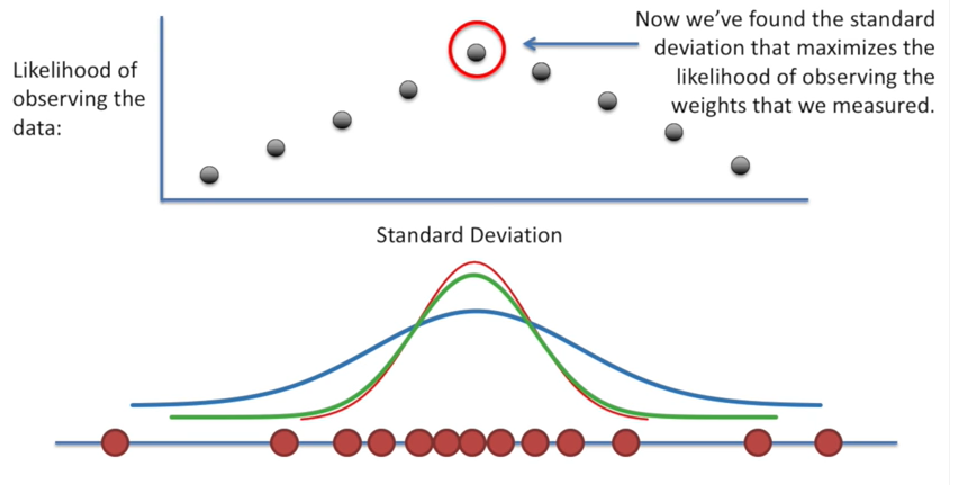 Now we've found the standard
deviation that maximizes the
likelihood of observing the
weights that we measured.
Likelihood of
observing the
data:
Standard Deviation